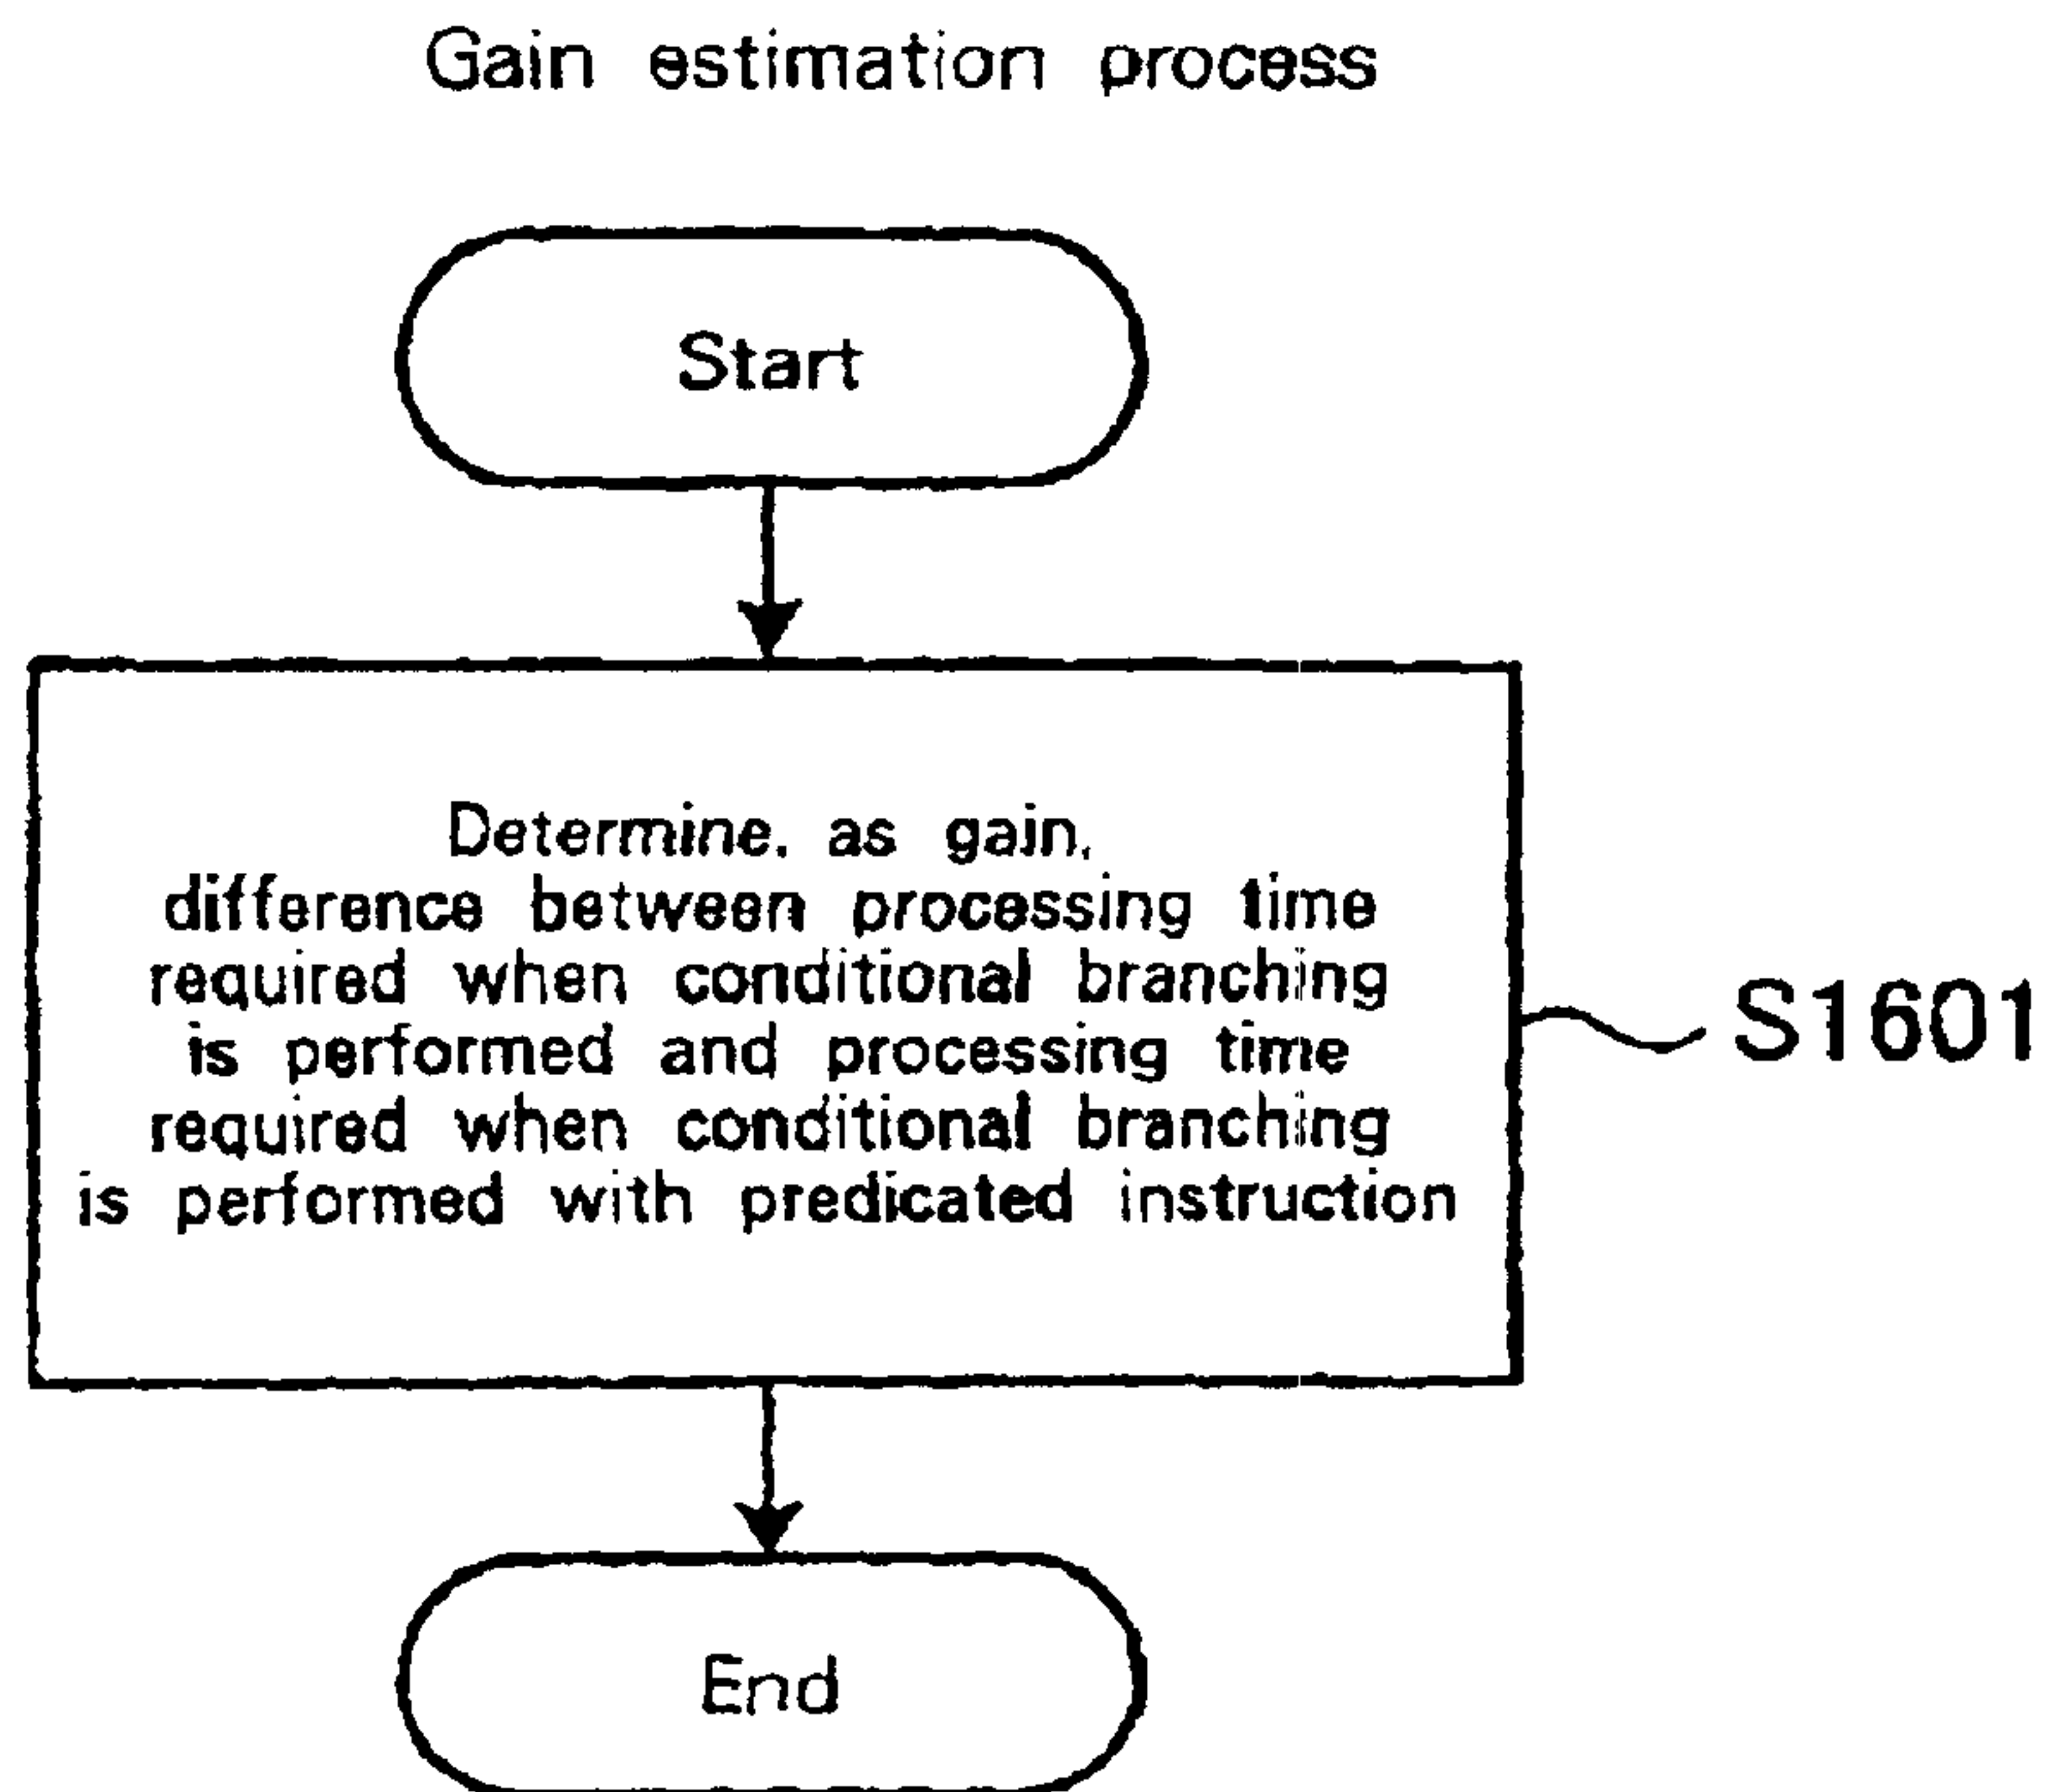 Gain estimation process
Start
Determine, as gain,
difference between processing time
required when conditional branching
is performed and processing time
required when conditional branching
is performed with predicated instruction
S1601
End